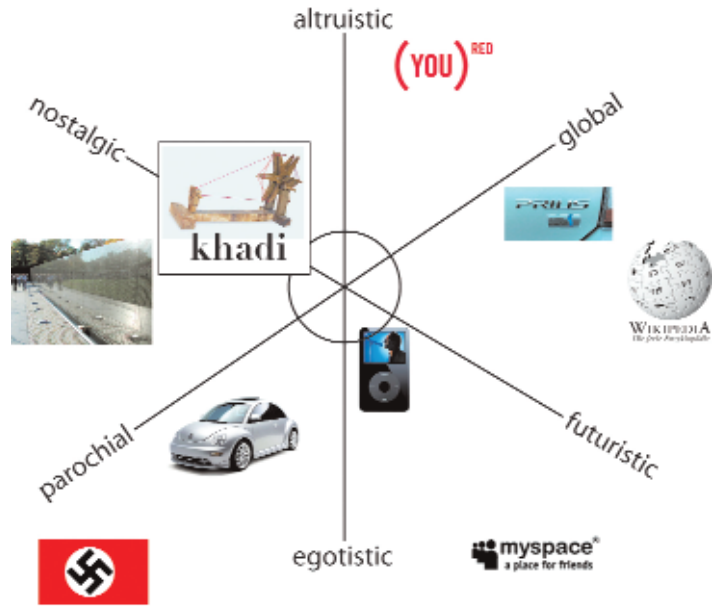 altruistic
(YOU) RED
nostalgic
global
PRIUS
khadi
WIKIPEDIA
parochial
futuristic
egotistic
myspace®
a place for friends